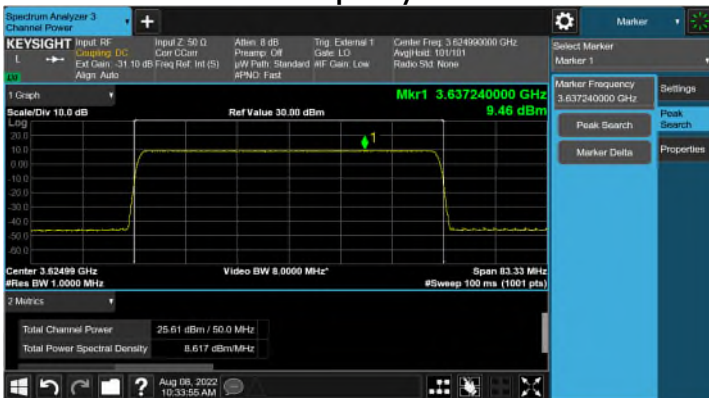 Spectrum Analyzer 3
Channel Power
Marker
KEYSIGHT
Input: RF
Coupling: DC
Ext Gain: -31.10 dB
Align: Auto
Input Z: 50 Ω
Corr CCorr
Freq Ref: Int (S)
Atten: 8 dB
Preamp: Off
µW Path: Standard
#PNO: Fast
Trig: External 1
Gate: LO
#IF Gain: Low
Center Freq: 3.624990000 GHz
Avg|Hold: 101/101
Radio Std: None
L
Select Marker
Marker 1
1 Graph
Scale/Div 10.0 dB
Ref Value 30.00 dBm
Mkr1 3.637240000 GHz
9.46 dBm
Log
20.0
10.0
0.00
-10.0
-20.0
-30.0
-40.0
-50.0
-60.0
1
Center 3.62499 GHz
#Res BW 1.0000 MHz
Video BW 8.0000 MHz*
Span 83.33 MHz
#Sweep 100 ms (1001 pts)
Marker Frequency
3.637240000 GHz
Peak Search
Marker Delta
Settings
Peak
Search
Properties
2 Metrics
Total Channel Power 25.61 dBm / 50.0 MHz
Total Power Spectral Density 8.617 dBm/MHz
?
Aug 08, 2022
10:33:55 AM